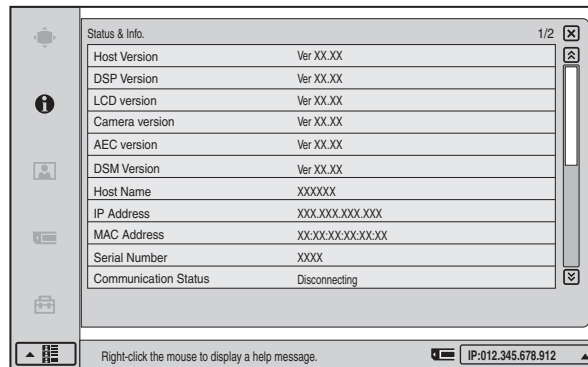 Status & Info. 1/2
Host Version Ver XX.XX
DSP Version Ver XX.XX
LCD version Ver XX.XX
Camera version Ver XX.XX
AEC version Ver XX.XX
DSM Version Ver XX.XX
Host Name XXXXXX
IP Address XXX.XXX.XXX.XXX
MAC Address XX:XX:XX:XX:XX:XX
Serial Number XXXX
Communication Status Disconnecting
Right-click the mouse to display a help message. IP:012.345.678.912